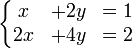 x +2y = 1
2x +4y = 2